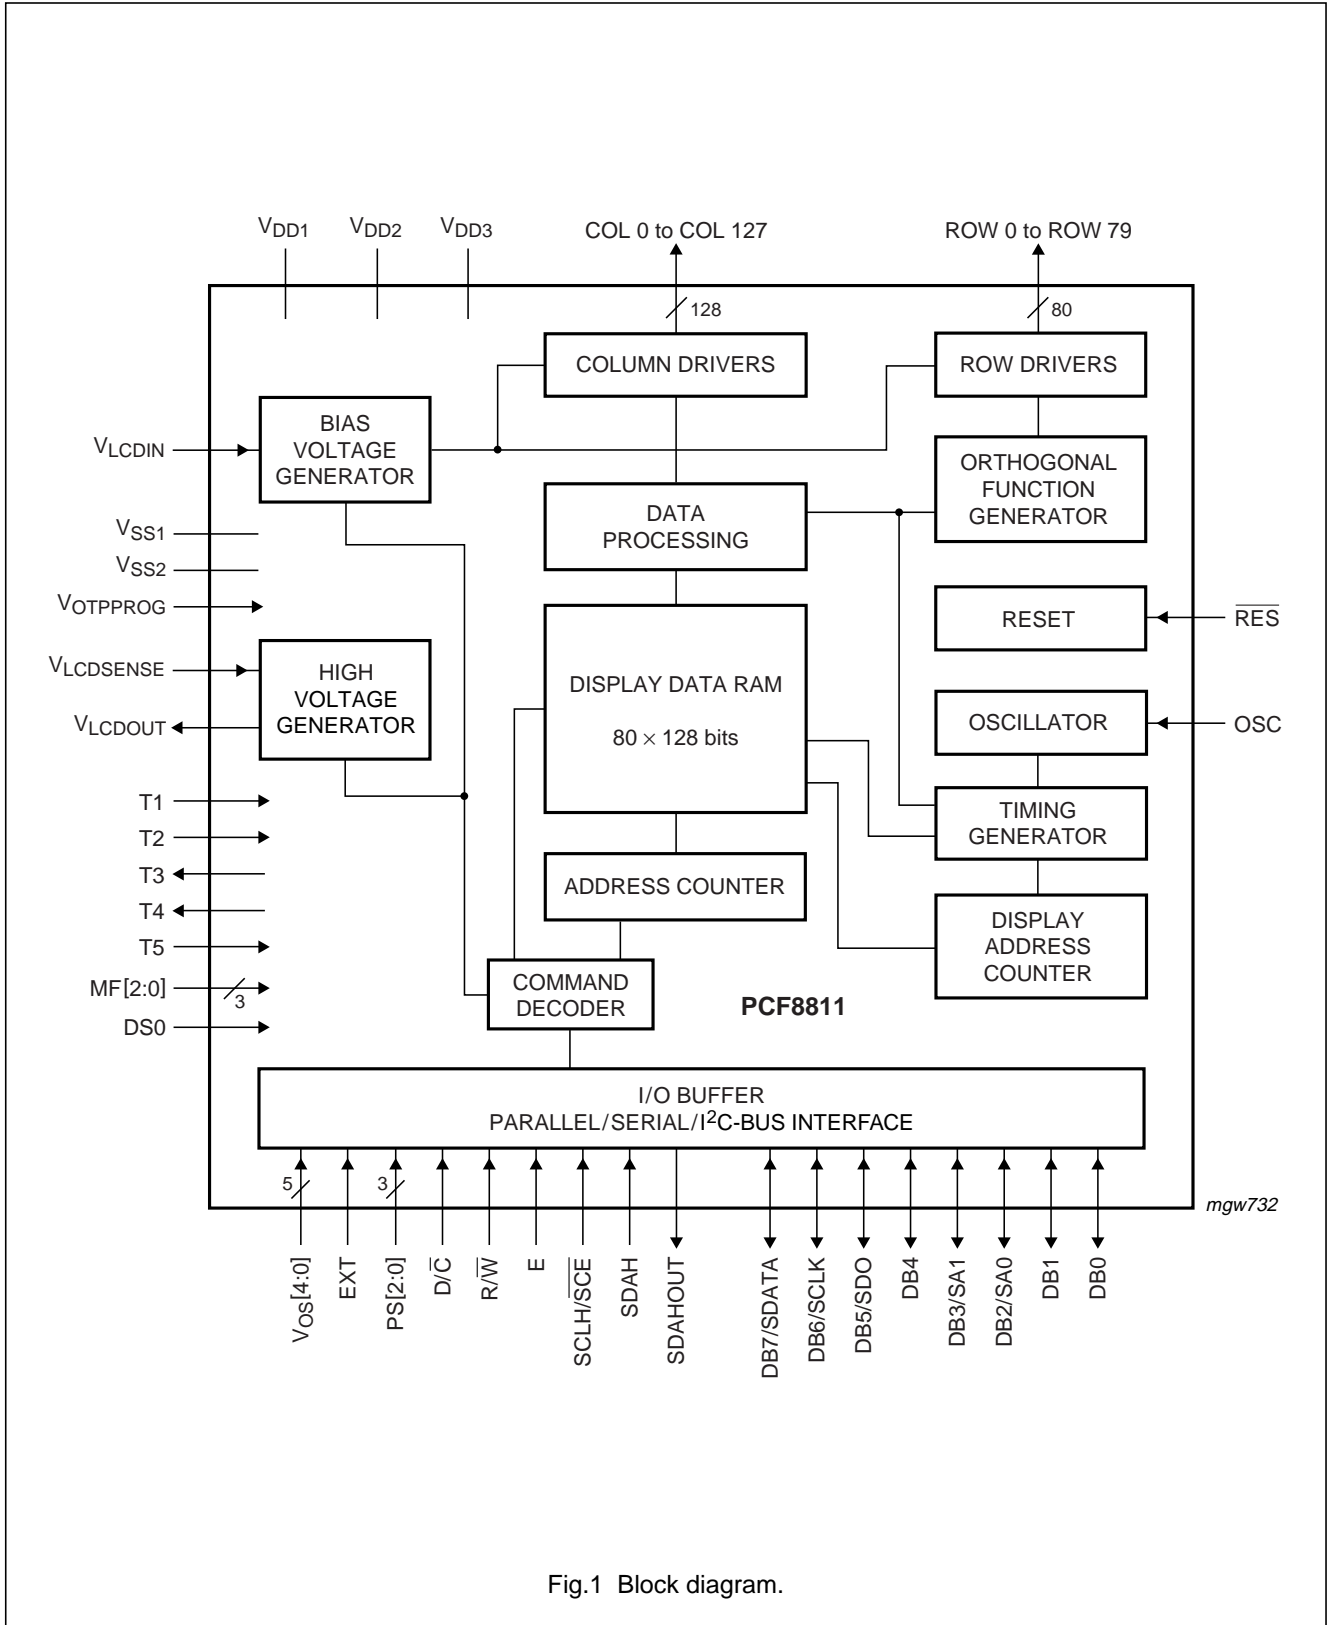 VDD1 VDD2 VDD3 COL 0 to COL 127 ROW 0 to ROW 79
128 80
COLUMN DRIVERS
ROW DRIVERS
BIAS
VOLTAGE
GENERATOR
VLCDIN
ORTHOGONAL
FUNCTION
GENERATOR
DATA
PROCESSING
VSS1
VSS2
VOTPPROG
RESET
R̅E̅S̅
VLCDSENSE
HIGH
VOLTAGE
GENERATOR
VLCDOUT
DISPLAY DATA RAM
80 × 128 bits
OSCILLATOR
OSC
T1
T2
T3
T4
T5
MF[2:0]
3
DS0
TIMING
GENERATOR
ADDRESS COUNTER
DISPLAY
ADDRESS
COUNTER
COMMAND
DECODER
PCF8811
I/O BUFFER
PARALLEL/SERIAL/I²C-BUS INTERFACE
5
3
mgw732
VOS[4:0]
EXT
PS[2:0]
D/C̅
R/W̅
E
SCLH/S̅C̅E̅
SDAH
SDAHOUT
DB7/SDATA
DB6/SCLK
DB5/SDO
DB4
DB3/SA1
DB2/SA0
DB1
DB0
Fig.1 Block diagram.